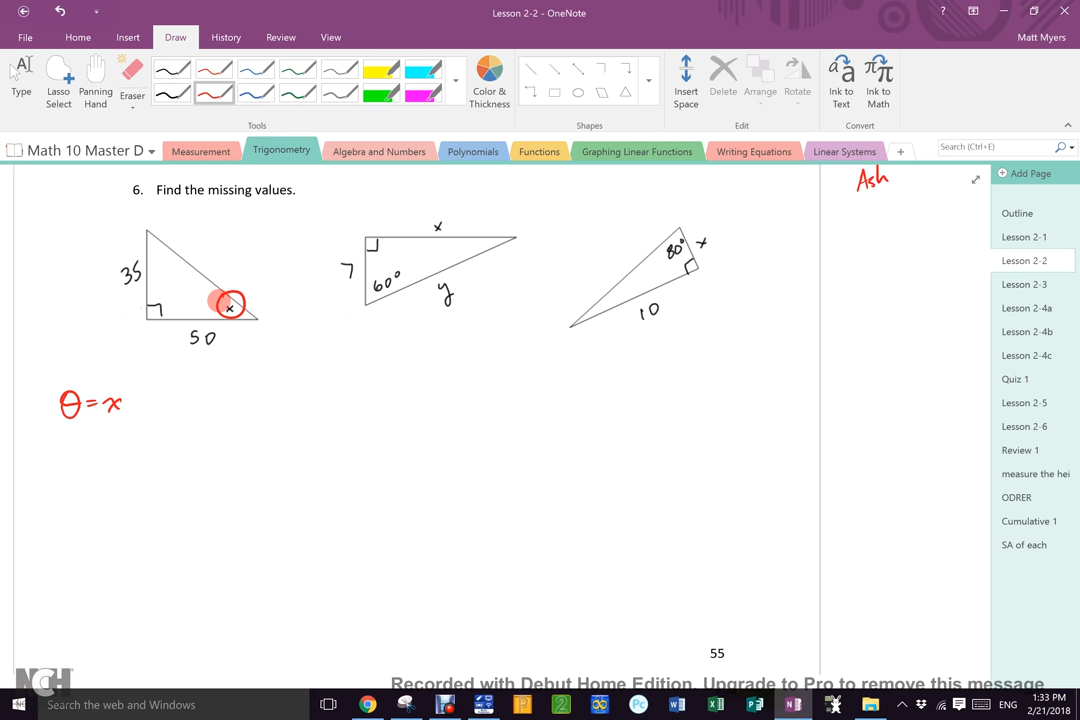 Lesson 2-2 - OneNote
?
File Home Insert Draw History Review View
Matt Myers
Type
Lasso Select
Panning Hand
Eraser
Color & Thickness
Insert Space
Delete
Arrange
Rotate
Ink to Text
Ink to Math
Tools
Shapes
Edit
Convert
Math 10 Master D
Measurement
Trigonometry
Algebra and Numbers
Polynomials
Functions
Graphing Linear Functions
Writing Equations
Linear Systems
Search (Ctrl+E)
Ash
Add Page
6. Find the missing values.
35
x
50
x
7
60°
y
80°
x
10
θ = x
Outline
Lesson 2-1
Lesson 2-2
Lesson 2-3
Lesson 2-4a
Lesson 2-4b
Lesson 2-4c
Quiz 1
Lesson 2-5
Lesson 2-6
Review 1
measure the hei
ODRER
Cumulative 1
SA of each
55
NCH
Recorded with Debut Home Edition. Upgrade to Pro to remove this message
Search the web and Windows
ENG
1:33 PM
2/21/2018